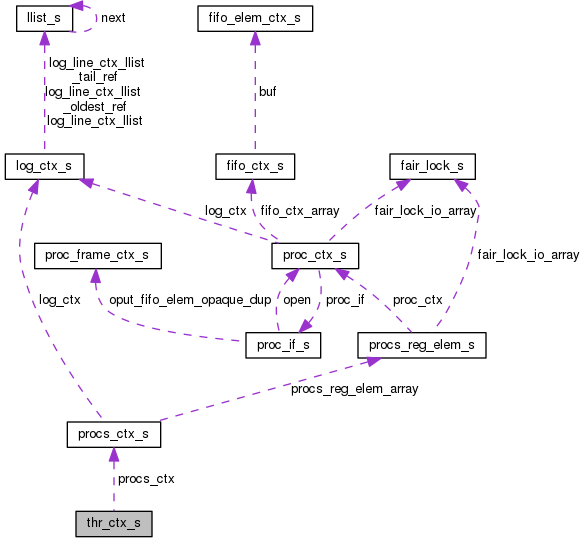 llist_s
next
fifo_elem_ctx_s
log_line_ctx_llist
_tail_ref
log_line_ctx_llist
_oldest_ref
log_line_ctx_llist
buf
log_ctx_s
fifo_ctx_s
fair_lock_s
log_ctx
fifo_ctx_array
fair_lock_io_array
proc_frame_ctx_s
proc_ctx_s
fair_lock_io_array
log_ctx
oput_fifo_elem_opaque_dup
open
proc_if
proc_ctx
proc_if_s
procs_reg_elem_s
procs_reg_elem_array
procs_ctx_s
procs_ctx
thr_ctx_s